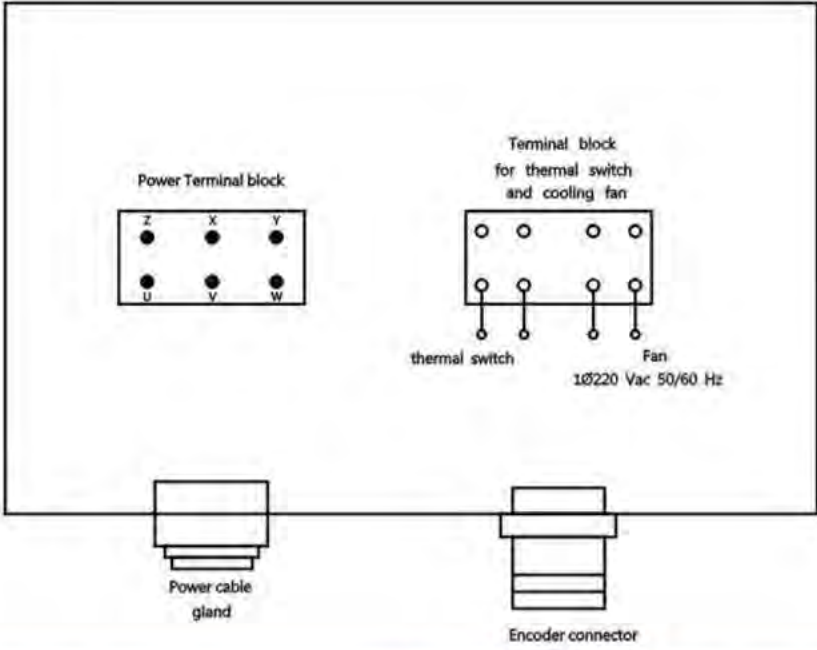 Terminal block
for thermal switch
and cooling fan
Power Terminal block
Z X Y
U V W
thermal switch
Fan
1Ø220 Vac 50/60 Hz
Power cable
gland
Encoder connector